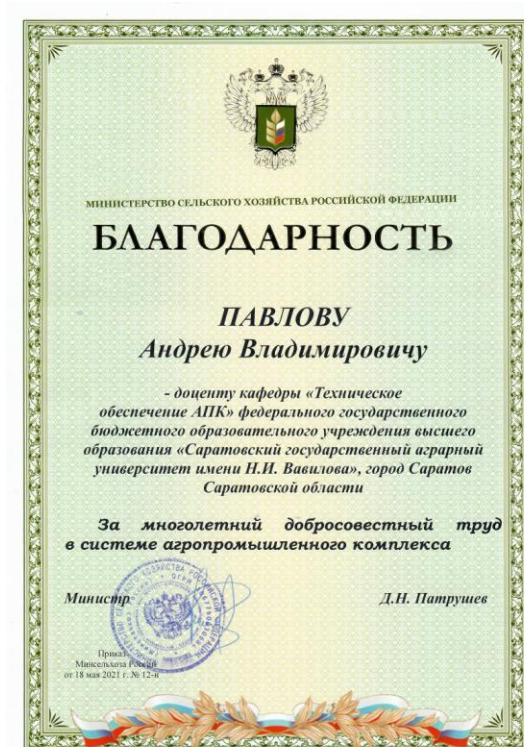 МИНИСТЕРСТВО СЕЛЬСКОГО ХОЗЯЙСТВА РОССИЙСКОЙ ФЕДЕРАЦИИ
БЛАГОДАРНОСТЬ
ПАВЛОВУ
Андрею Владимировичу
- доценту кафедры «Техническое
обеспечение АПК» федерального государственного
бюджетного образовательного учреждения высшего
образования «Саратовский государственный аграрный
университет имени Н.И. Вавилова», город Саратов
Саратовской области
За многолетний добросовестный труд
в системе агропромышленного комплекса
Министр Д.Н. Патрушев
Приказ
Минсельхоза России
от 18 мая 2021 г. № 12-н